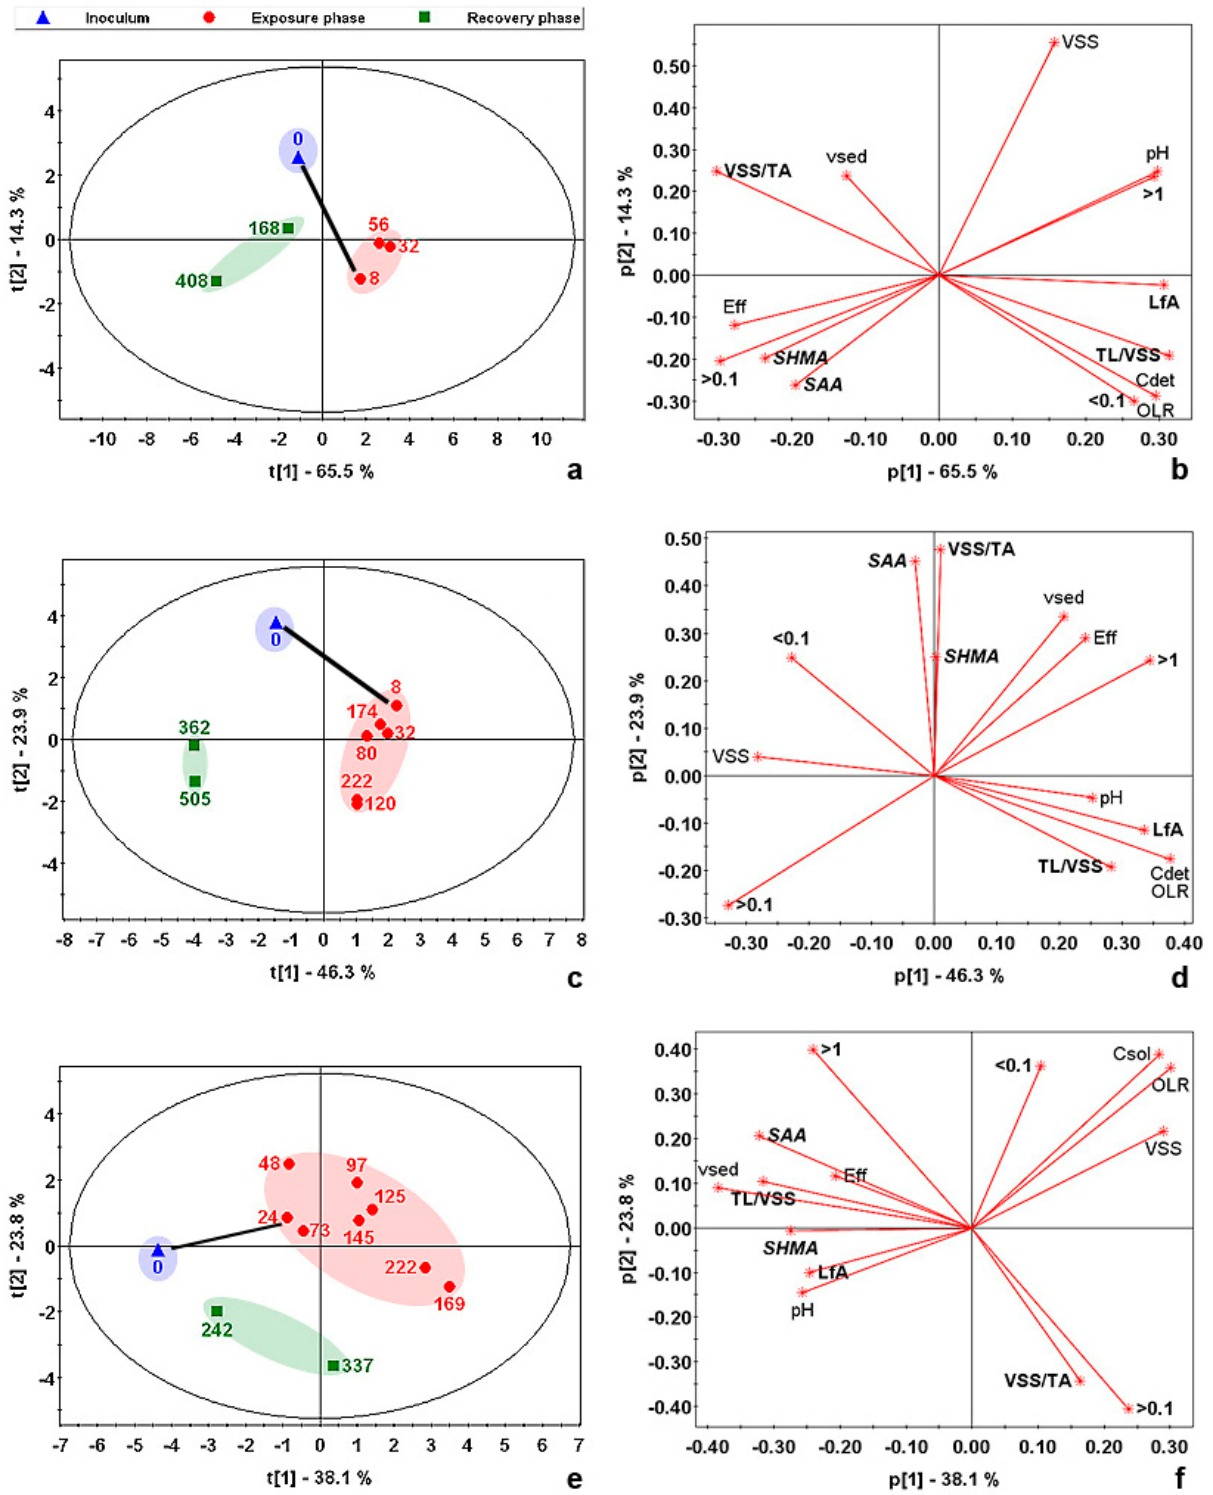 Inoculum Exposure phase Recovery phase
4
2
0
-2
-4
t[2] - 14.3 %
0
168
408
56
32
8
-10 -8 -6 -4 -2 0 2 4 6 8 10
t[1] - 65.5 %
a
0.50
0.40
0.30
0.20
0.10
0.00
-0.10
-0.20
-0.30
p[2] - 14.3 %
VSS
VSS/TA
vsed
pH
>1
LfA
Eff
TL/VSS
SHMA
>0.1
SAA
Cdet
<0.1
OLR
-0.30 -0.20 -0.10 0.00 0.10 0.20 0.30
p[1] - 65.5 %
b
4
2
0
-2
-4
t[2] - 23.9 %
0
8
174
32
80
222
120
362
505
-8 -7 -6 -5 -4 -3 -2 -1 0 1 2 3 4 5 6 7 8
t[1] - 46.3 %
c
0.50
0.40
0.30
0.20
0.10
0.00
-0.10
-0.20
-0.30
p[2] - 23.9 %
SAA
VSS/TA
vsed
<0.1
Eff
SHMA
>1
VSS
pH
LfA
TL/VSS
Cdet
OLR
>0.1
-0.30 -0.20 -0.10 0.00 0.10 0.20 0.30 0.40
p[1] - 46.3 %
d
4
2
0
-2
-4
t[2] - 23.8 %
48
97
125
24
73
145
0
222
169
242
337
-7 -6 -5 -4 -3 -2 -1 0 1 2 3 4 5 6 7
t[1] - 38.1 %
e
0.40
0.30
0.20
0.10
0.00
-0.10
-0.20
-0.30
-0.40
p[2] - 23.8 %
>1
<0.1
Csol
OLR
SAA
VSS
vsed
Eff
TL/VSS
SHMA
LfA
pH
VSS/TA
>0.1
-0.40 -0.30 -0.20 -0.10 0.00 0.10 0.20 0.30
p[1] - 38.1 %
f